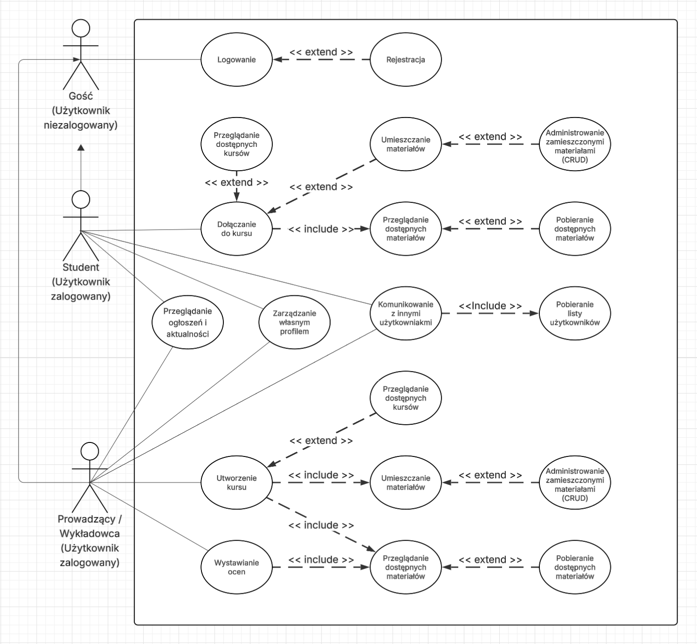 Gość
(Użytkownik
niezalogowany)
Logowanie
<< extend >>
Rejestracja
Przeglądanie
dostępnych
kursów
<< extend >>
Umieszczanie
materiałów
<< extend >>
Administrowanie
zamieszczonymi
materiałami
(CRUD)
<< extend >>
Student
(Użytkownik
zalogowany)
Dołączanie
do kursu
<< include >>
Przeglądanie
dostępnych
materiałów
<< extend >>
Pobieranie
dostępnych
materiałów
Przeglądanie
ogłoszeń i
aktualności
Zarządzanie
własnym
profilem
Komunikowanie
z innymi
użytkowniakmi
<<Include >>
Pobieranie
listy
użytkowników
Przeglądanie
dostępnych
kursów
<< extend >>
Prowadzący /
Wykładowca
(Użytkownik
zalogowany)
Utworzenie
kursu
<< include >>
Umieszczanie
materiałów
<< extend >>
Administrowanie
zamieszczonymi
materiałami
(CRUD)
<< include >>
Wystawianie
ocen
<< include >>
Przeglądanie
dostępnych
materiałów
<< extend >>
Pobieranie
dostępnych
materiałów